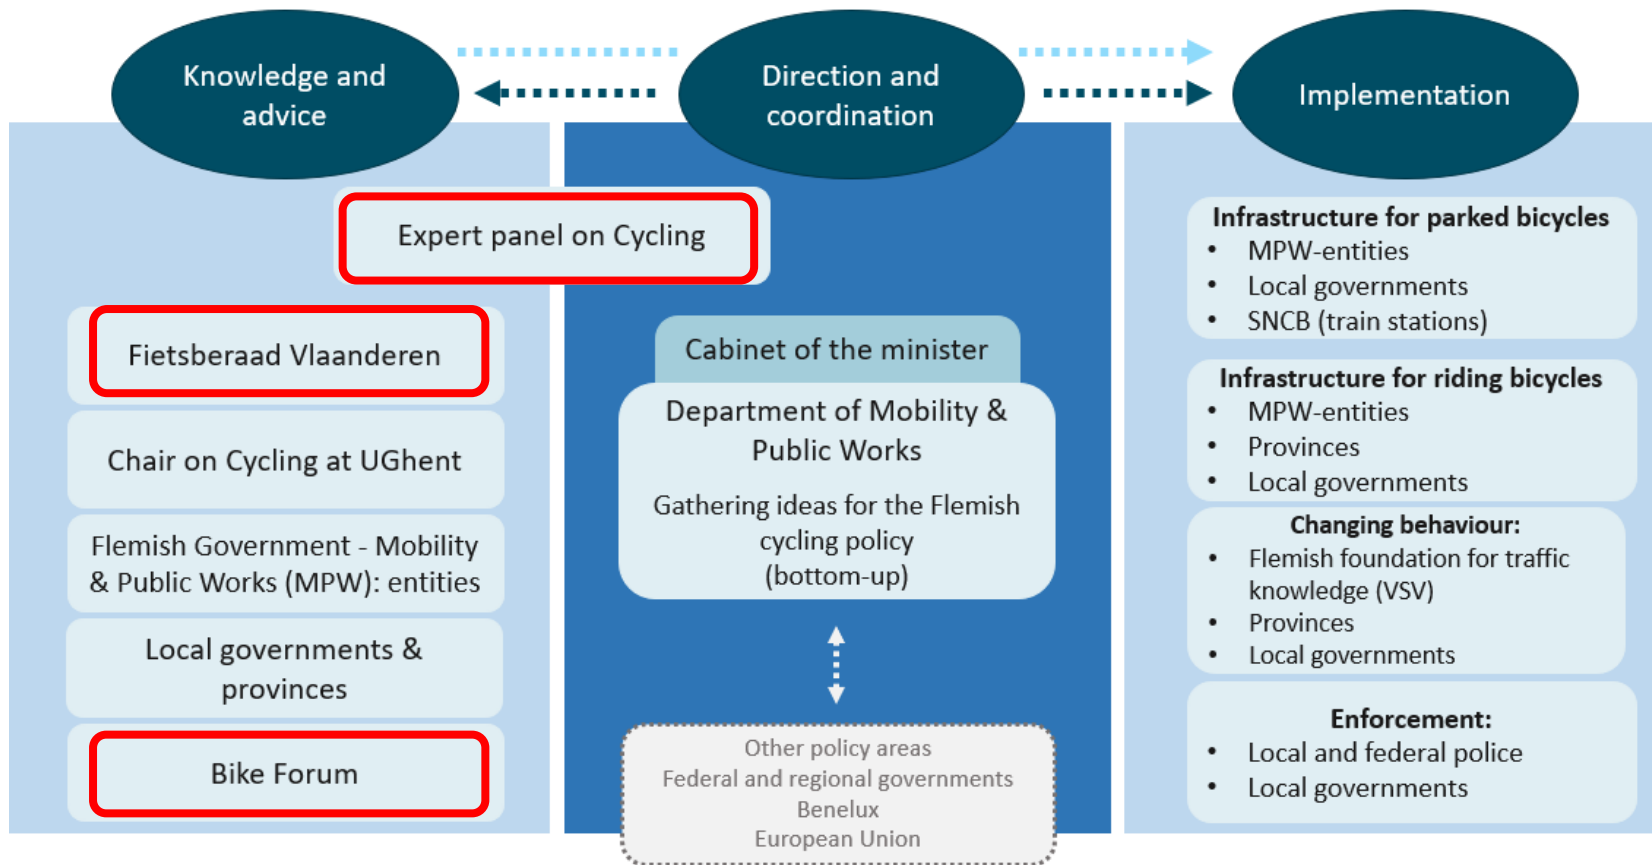 Knowledge and
advice
Direction and
coordination
Implementation
Expert panel on Cycling
Fietsberaad Vlaanderen
Chair on Cycling at UGhent
Flemish Government - Mobility
& Public Works (MPW): entities
Local governments &
provinces
Bike Forum
Cabinet of the minister
Department of Mobility &
Public Works
Gathering ideas for the Flemish
cycling policy
(bottom-up)
Other policy areas
Federal and regional governments
Benelux
European Union
Infrastructure for parked bicycles
• MPW-entities
• Local governments
• SNCB (train stations)
Infrastructure for riding bicycles
• MPW-entities
• Provinces
• Local governments
Changing behaviour:
• Flemish foundation for traffic
knowledge (VSV)
• Provinces
• Local governments
Enforcement:
• Local and federal police
• Local governments